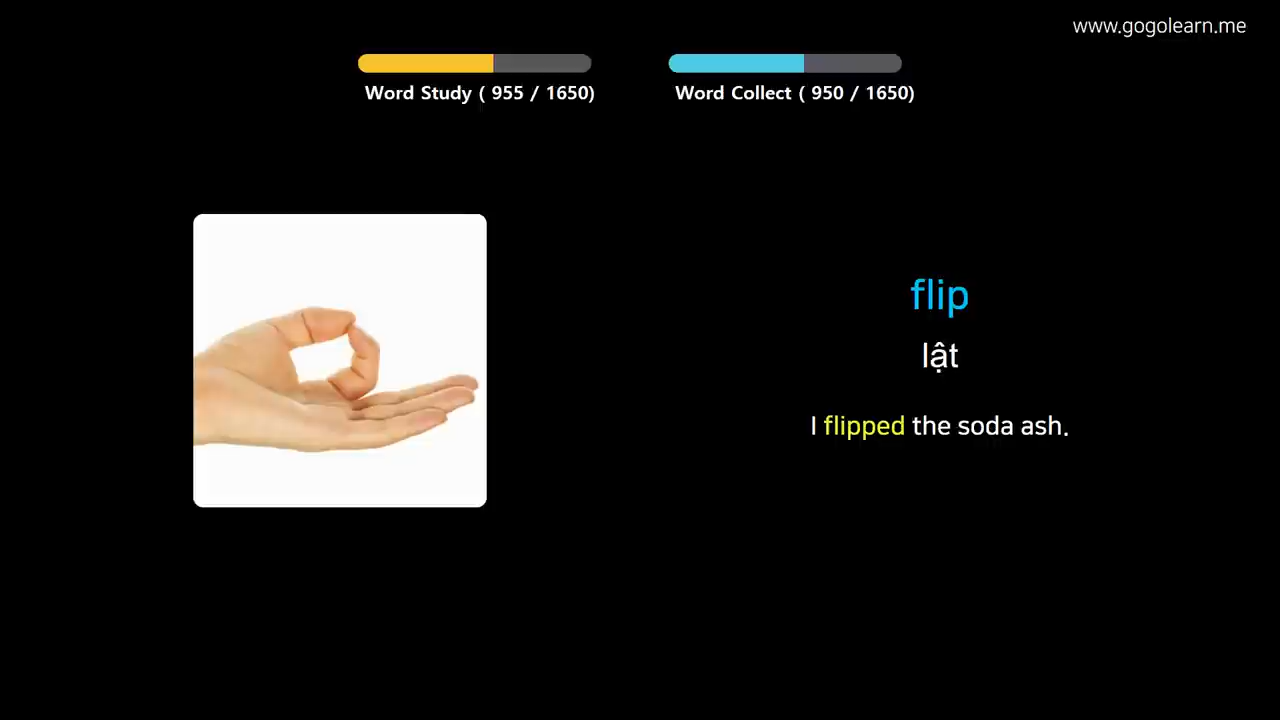 www.gogolearn.me
Word Study ( 955 / 1650)
Word Collect ( 950 / 1650)
flip
lật
I flipped the soda ash.